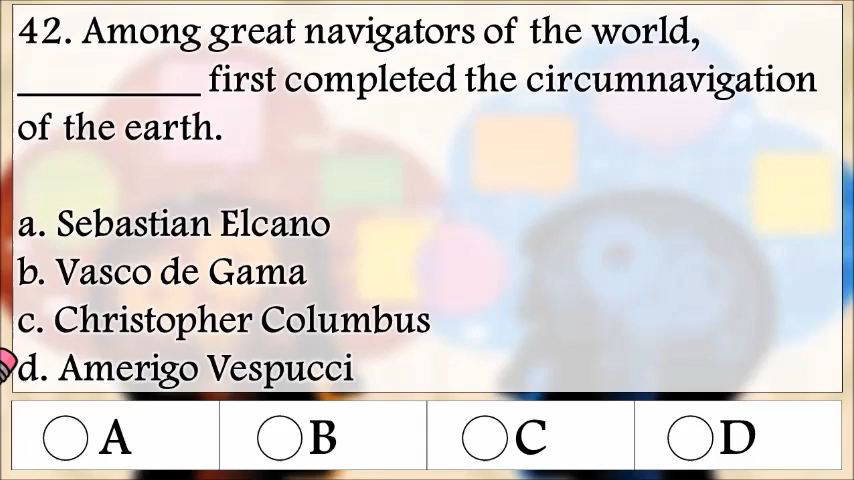 42. Among great navigators of the world,
__________ first completed the circumnavigation
of the earth.
a. Sebastian Elcano
b. Vasco de Gama
c. Christopher Columbus
d. Amerigo Vespucci
A B C D